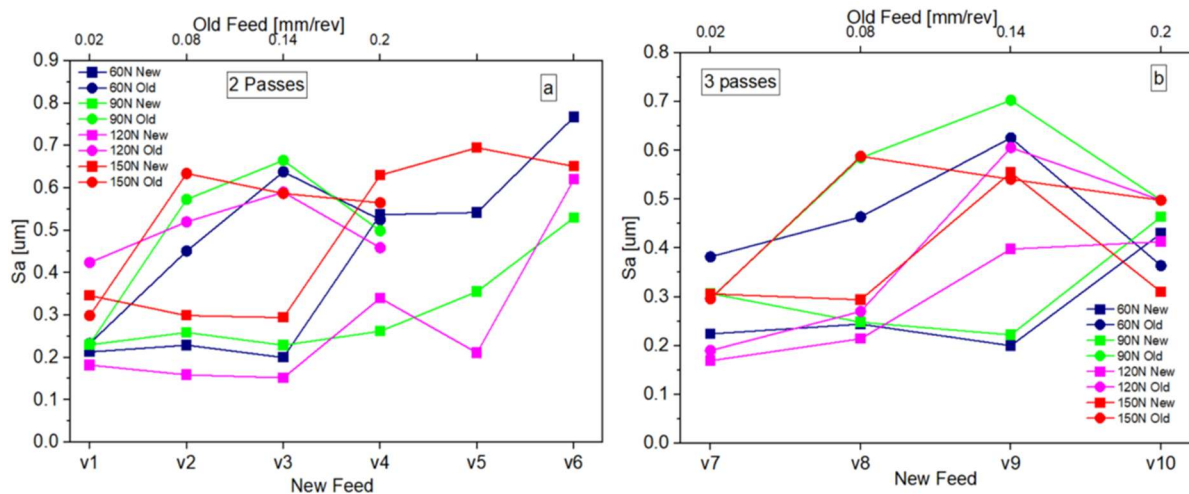 Old Feed [mm/rev]
0.02 0.08 0.14 0.2
0.9
0.8
0.7
0.6
0.5
0.4
0.3
0.2
0.1
0.0
Sa [um]
60N New
60N Old
90N New
90N Old
120N New
120N Old
150N New
150N Old
2 Passes
a
v1 v2 v3 v4 v5 v6
New Feed
Old Feed [mm/rev]
0.02 0.08 0.14 0.2
0.8
0.7
0.6
0.5
0.4
0.3
0.2
0.1
0.0
Sa [um]
3 passes
b
60N New
60N Old
90N New
90N Old
120N New
120N Old
150N New
150N Old
v7 v8 v9 v10
New Feed